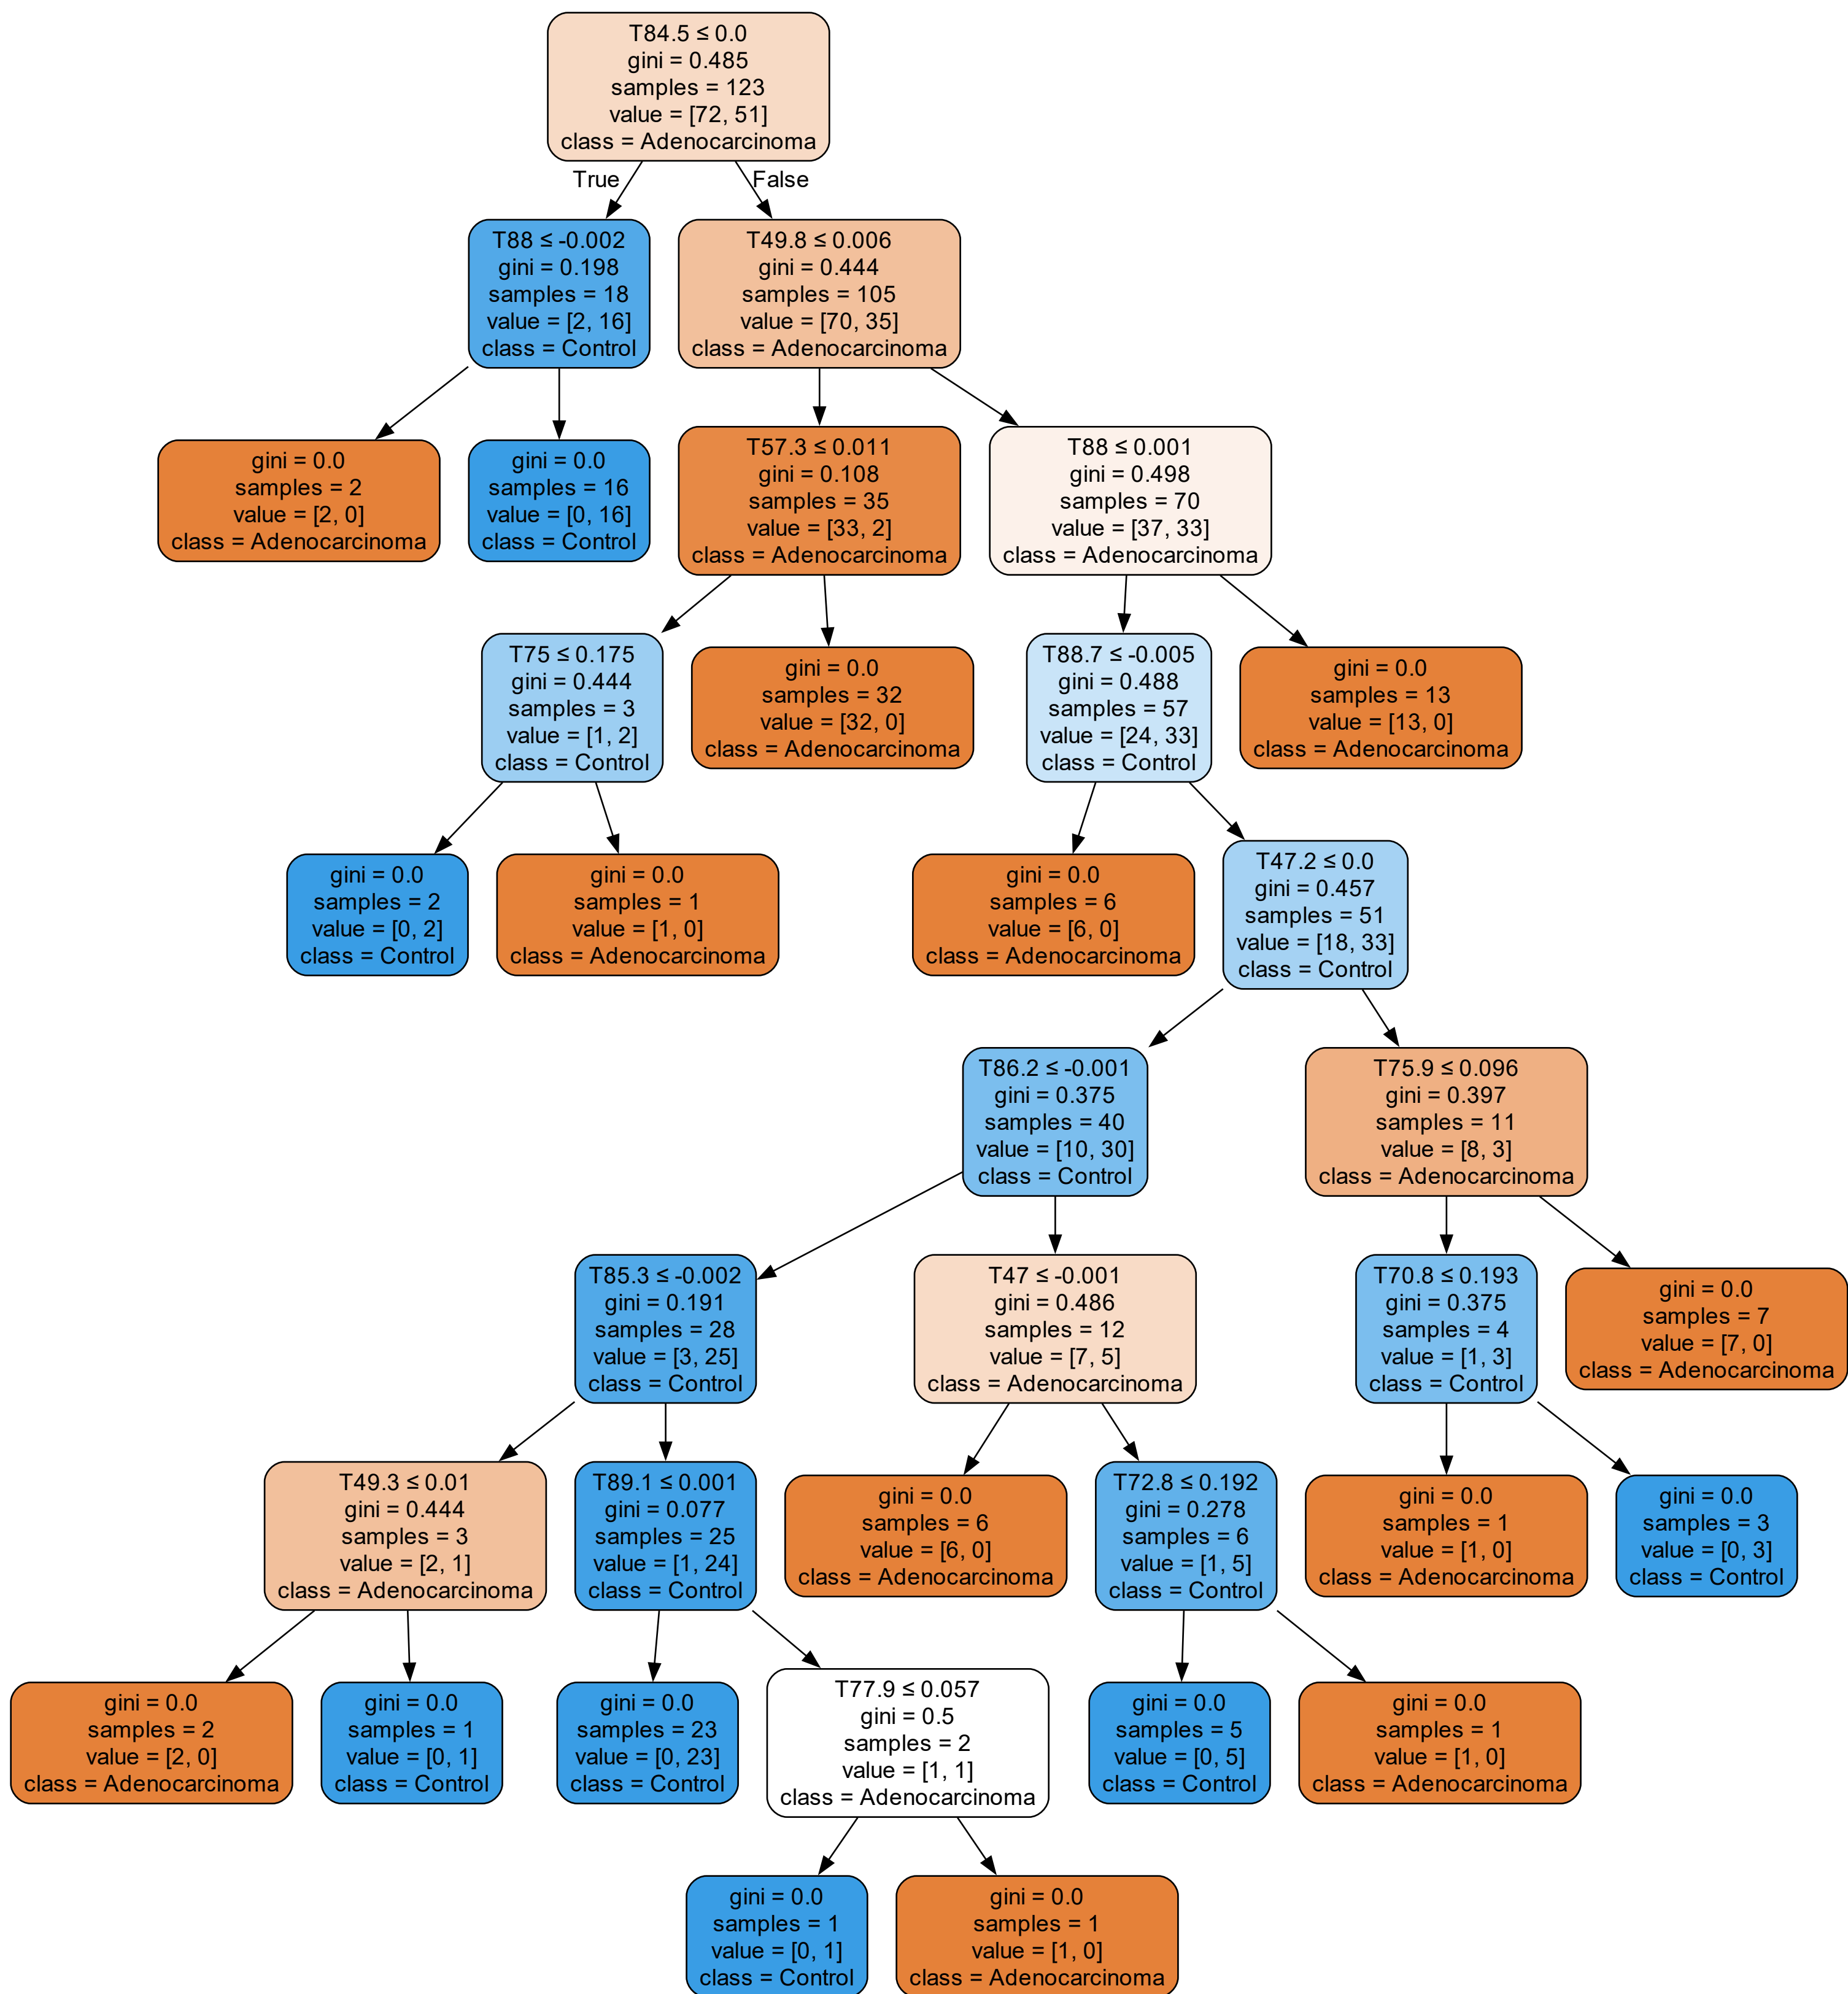 T84.5 ≤ 0.0
gini = 0.485
samples = 123
value = [72, 51]
class = Adenocarcinoma
True
False
T88 ≤ -0.002
gini = 0.198
samples = 18
value = [2, 16]
class = Control
T49.8 ≤ 0.006
gini = 0.444
samples = 105
value = [70, 35]
class = Adenocarcinoma
gini = 0.0
samples = 2
value = [2, 0]
class = Adenocarcinoma
gini = 0.0
samples = 16
value = [0, 16]
class = Control
T57.3 ≤ 0.011
gini = 0.108
samples = 35
value = [33, 2]
class = Adenocarcinoma
T88 ≤ 0.001
gini = 0.498
samples = 70
value = [37, 33]
class = Adenocarcinoma
T75 ≤ 0.175
gini = 0.444
samples = 3
value = [1, 2]
class = Control
gini = 0.0
samples = 32
value = [32, 0]
class = Adenocarcinoma
T88.7 ≤ -0.005
gini = 0.488
samples = 57
value = [24, 33]
class = Control
gini = 0.0
samples = 13
value = [13, 0]
class = Adenocarcinoma
gini = 0.0
samples = 2
value = [0, 2]
class = Control
gini = 0.0
samples = 1
value = [1, 0]
class = Adenocarcinoma
gini = 0.0
samples = 6
value = [6, 0]
class = Adenocarcinoma
T47.2 ≤ 0.0
gini = 0.457
samples = 51
value = [18, 33]
class = Control
T86.2 ≤ -0.001
gini = 0.375
samples = 40
value = [10, 30]
class = Control
T75.9 ≤ 0.096
gini = 0.397
samples = 11
value = [8, 3]
class = Adenocarcinoma
T85.3 ≤ -0.002
gini = 0.191
samples = 28
value = [3, 25]
class = Control
T47 ≤ -0.001
gini = 0.486
samples = 12
value = [7, 5]
class = Adenocarcinoma
T70.8 ≤ 0.193
gini = 0.375
samples = 4
value = [1, 3]
class = Control
gini = 0.0
samples = 7
value = [7, 0]
class = Adenocarcinoma
T49.3 ≤ 0.01
gini = 0.444
samples = 3
value = [2, 1]
class = Adenocarcinoma
T89.1 ≤ 0.001
gini = 0.077
samples = 25
value = [1, 24]
class = Control
gini = 0.0
samples = 6
value = [6, 0]
class = Adenocarcinoma
T72.8 ≤ 0.192
gini = 0.278
samples = 6
value = [1, 5]
class = Control
gini = 0.0
samples = 1
value = [1, 0]
class = Adenocarcinoma
gini = 0.0
samples = 3
value = [0, 3]
class = Control
gini = 0.0
samples = 2
value = [2, 0]
class = Adenocarcinoma
gini = 0.0
samples = 1
value = [0, 1]
class = Control
gini = 0.0
samples = 23
value = [0, 23]
class = Control
T77.9 ≤ 0.057
gini = 0.5
samples = 2
value = [1, 1]
class = Adenocarcinoma
gini = 0.0
samples = 5
value = [0, 5]
class = Control
gini = 0.0
samples = 1
value = [1, 0]
class = Adenocarcinoma
gini = 0.0
samples = 1
value = [0, 1]
class = Control
gini = 0.0
samples = 1
value = [1, 0]
class = Adenocarcinoma